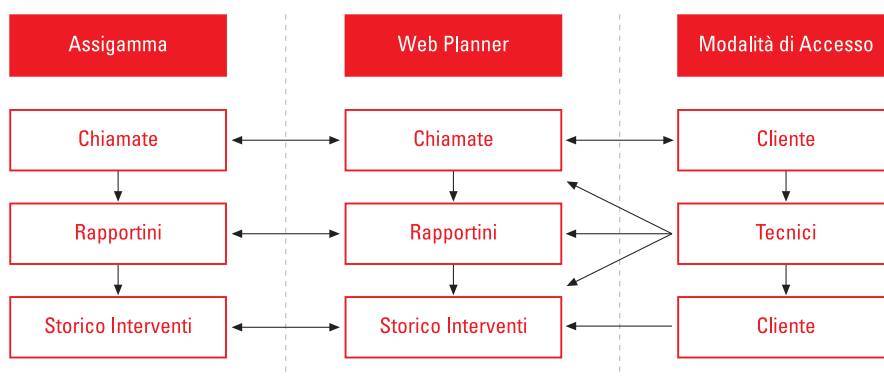 Assigamma
Web Planner
Modalità di Accesso
Chiamate
Chiamate
Cliente
Rapportini
Rapportini
Tecnici
Storico Interventi
Storico Interventi
Cliente